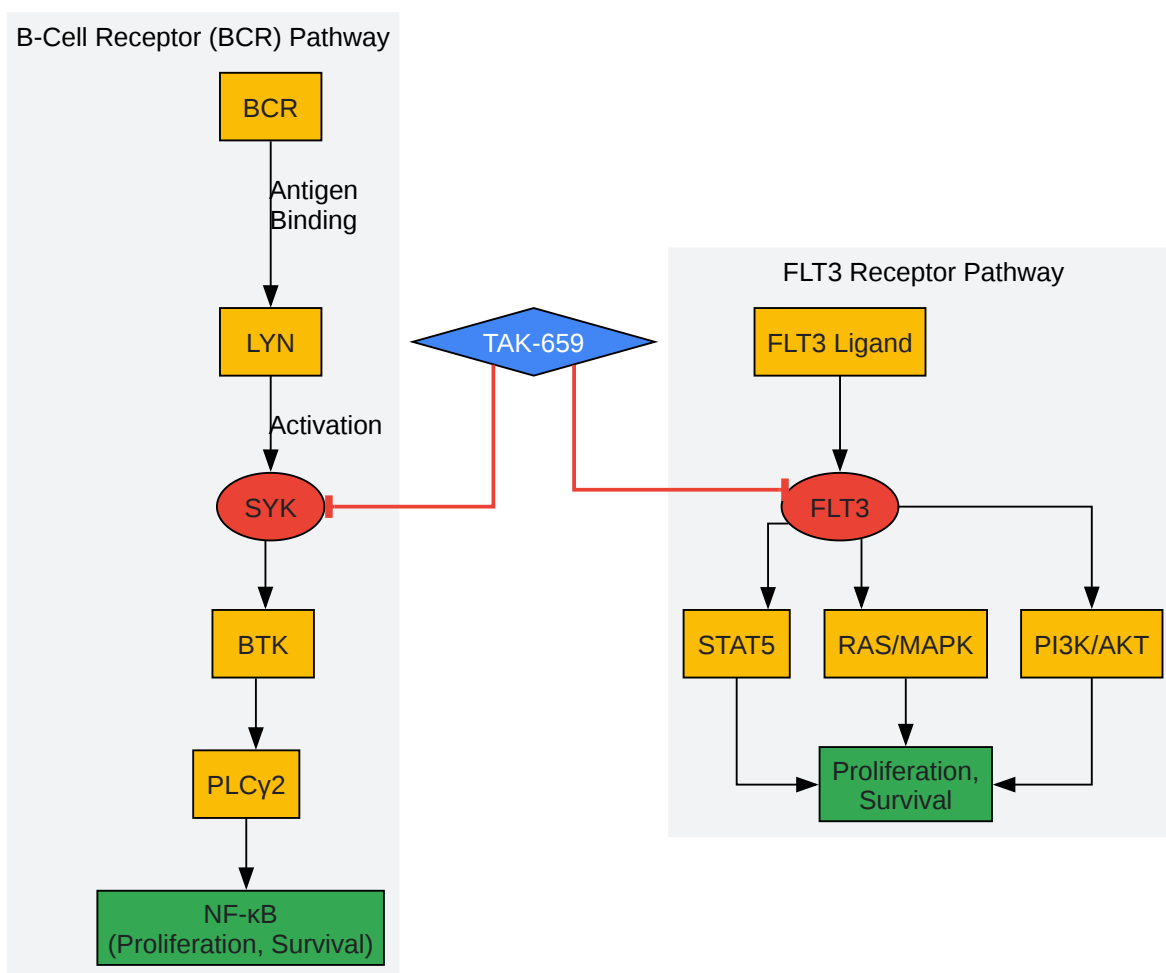 B-Cell Receptor (BCR) Pathway
BCR
Antigen
Binding
LYN
Activation
SYK
BTK
PLCγ2
NF-κB
(Proliferation, Survival)
TAK-659
FLT3 Receptor Pathway
FLT3 Ligand
FLT3
STAT5
RAS/MAPK
PI3K/AKT
Proliferation,
Survival